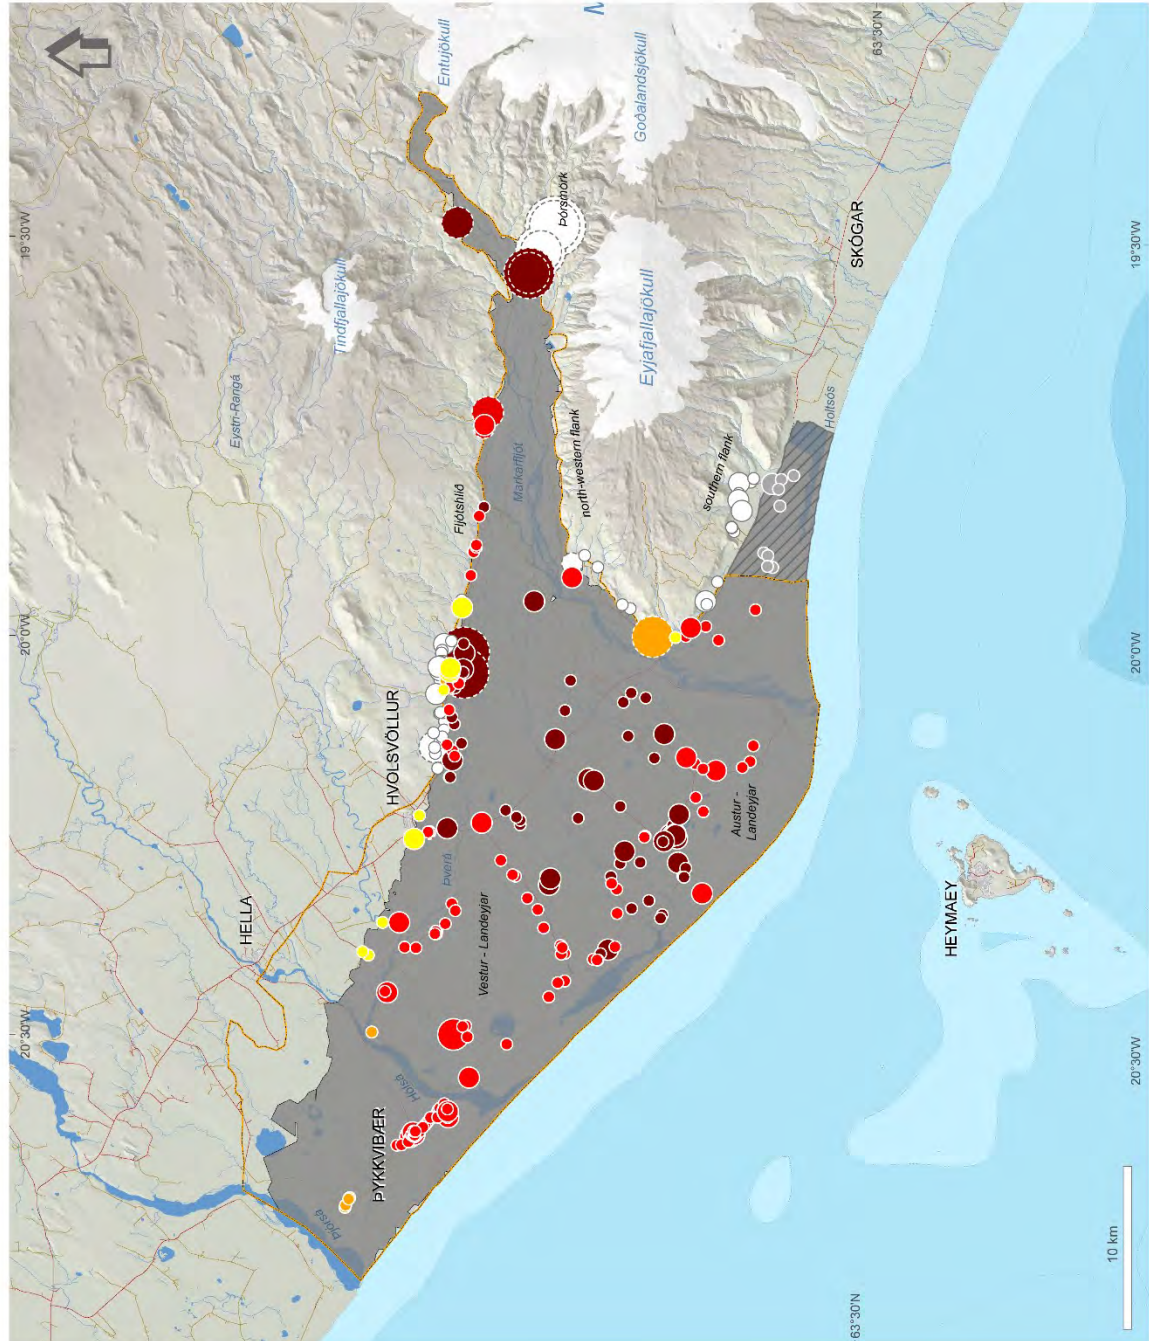 63°30'N
Entujökull
M
Goðalandsjökull
Þórsmörk
19°30'W
SKÓGAR
19°30'W
Tindfjallajökull
Eyjafjallajökull
Eystri-Rangá
Markarfljót
Holtsós
Fljótshlíð
north-western flank
southern flank
20°0'W
20°0'W
HVOLSVÖLLUR
Þverá
Austur -
Landeyjar
HELLA
Vestur - Landeyjar
HEYMAEY
20°30'W
20°30'W
Hólsá
ÞYKKVIBÆR
Þjórsá
10 km
63°30'N